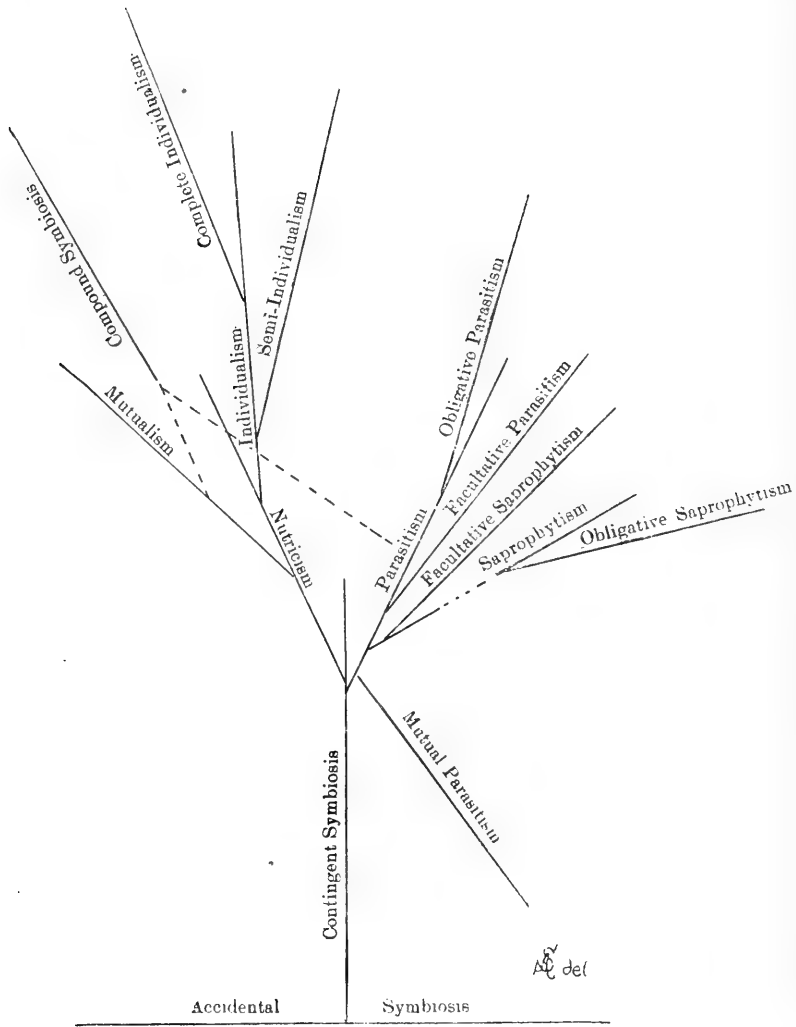 Complete Individualism
Compound Symbiosis
Semi-Individualism
Individualism
Mutualism
Nutricism
Obligative Parasitism
Facultative Parasitism
Parasitism
Facultative Saprophytism
Saprophytism
Obligative Saprophytism
Mutual Parasitism
Contingent Symbiosis
del
Accidental Symbiosis